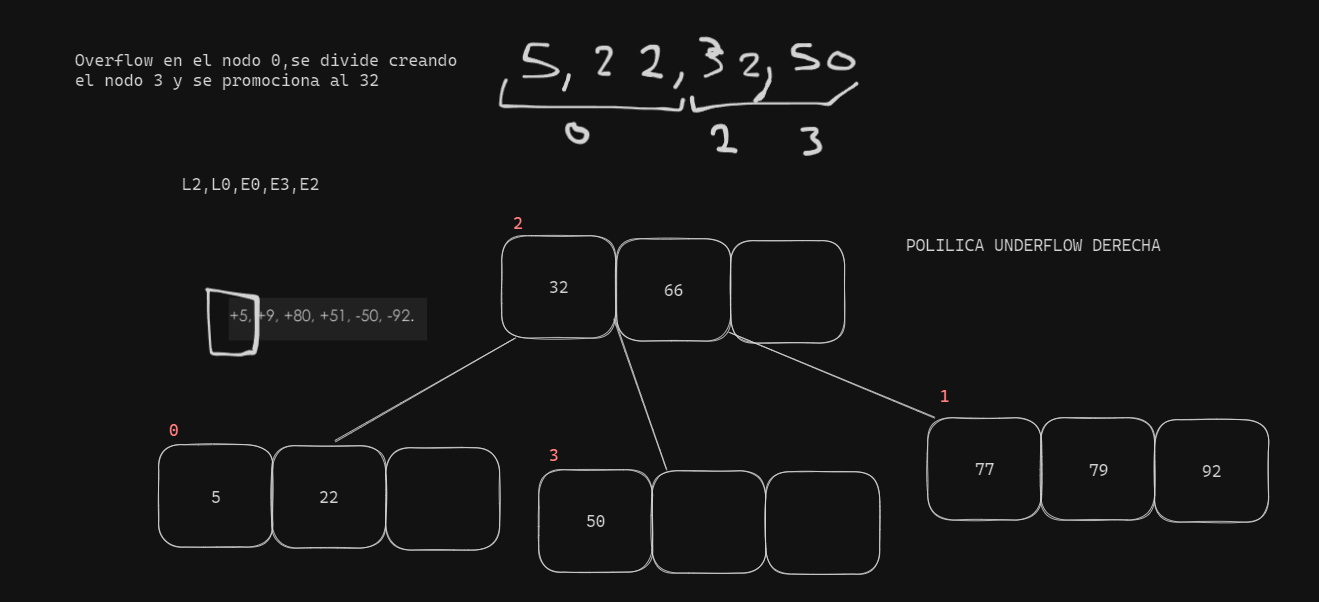 Overflow en el nodo 0,se divide creando
el nodo 3 y se promociona al 32
5, 22, 32, 50
0 2 3
L2,L0,E0,E3,E2
2
POLILICA UNDERFLOW DERECHA
32 66
+5, +9, +80, +51, -50, -92.
1
0
3
77 79 92
5 22
50